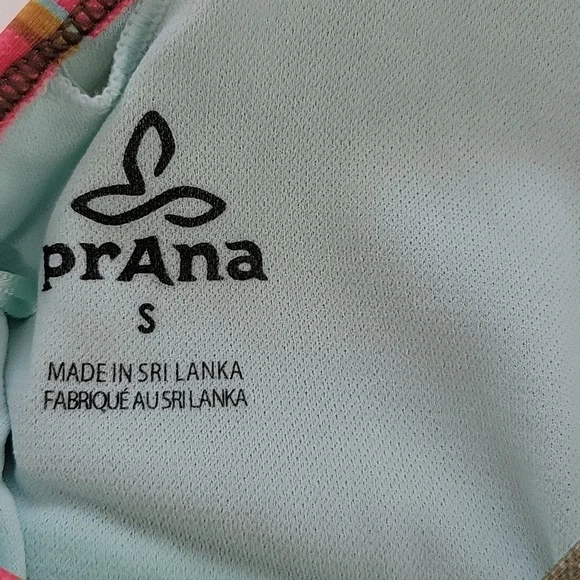 prAna
S
MADE IN SRI LANKA
FABRIQUÉ AU SRI LANKA